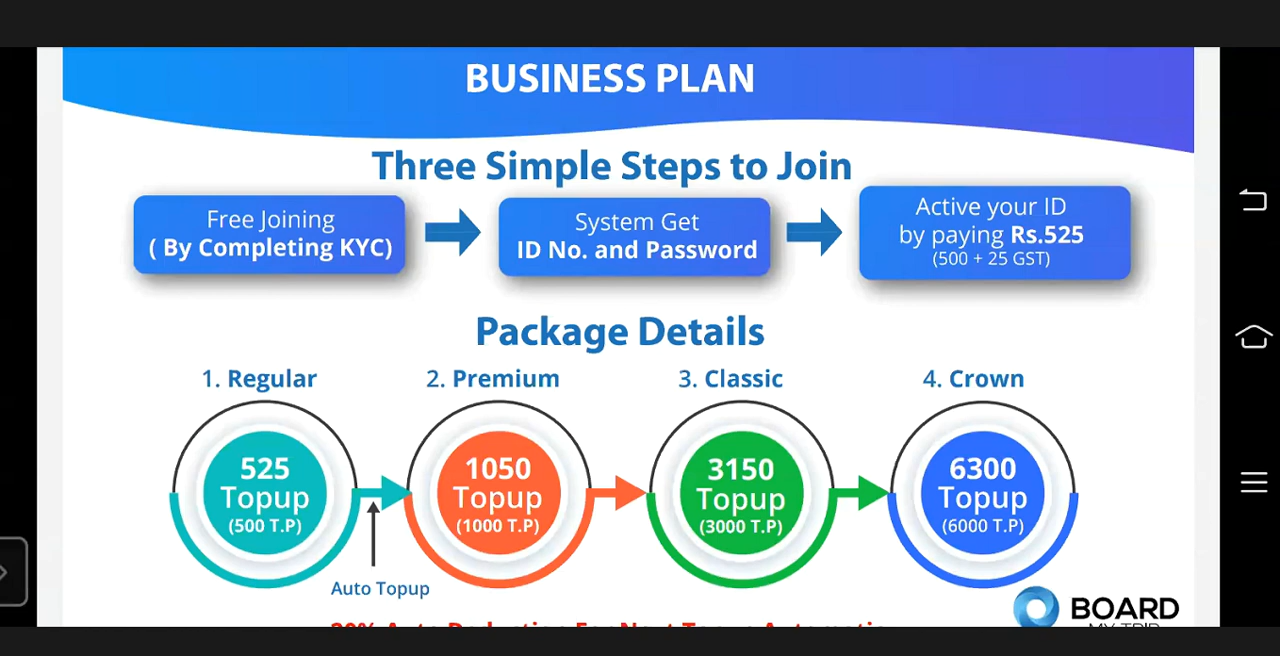 BUSINESS PLAN
Three Simple Steps to Join
Free Joining
( By Completing KYC)
System Get
ID No. and Password
Active your ID
by paying Rs.525
(500 + 25 GST)
Package Details
1. Regular
2. Premium
3. Classic
4. Crown
525
Topup
(500 T.P)
1050
Topup
(1000 T.P)
3150
Topup
(3000 T.P)
6300
Topup
(6000 T.P)
Auto Topup
BOARD
MY TRIP